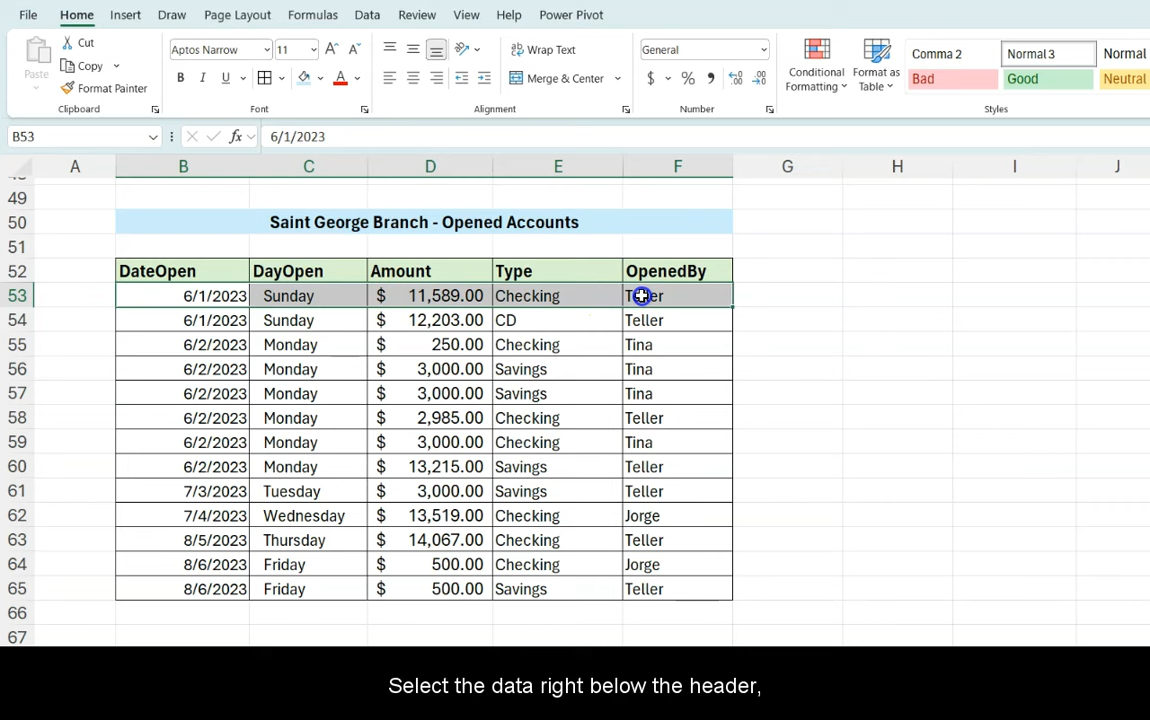 File Home Insert Draw Page Layout Formulas Data Review View Help Power Pivot
Paste Cut Copy Format Painter Clipboard
Aptos Narrow 11 A A B I U A Font
Wrap Text Merge & Center Alignment
General $ % Number
Conditional Formatting Format as Table Comma 2 Normal 3 Normal Bad Good Neutral Styles
B53 fx 6/1/2023
A B C D E F G H I J
49
50 Saint George Branch - Opened Accounts
51
52 DateOpen DayOpen Amount Type OpenedBy
53 6/1/2023 Sunday $ 11,589.00 Checking Teller
54 6/1/2023 Sunday $ 12,203.00 CD Teller
55 6/2/2023 Monday $ 250.00 Checking Tina
56 6/2/2023 Monday $ 3,000.00 Savings Tina
57 6/2/2023 Monday $ 3,000.00 Savings Tina
58 6/2/2023 Monday $ 2,985.00 Checking Teller
59 6/2/2023 Monday $ 3,000.00 Checking Tina
60 6/2/2023 Monday $ 13,215.00 Savings Teller
61 7/3/2023 Tuesday $ 3,000.00 Savings Teller
62 7/4/2023 Wednesday $ 13,519.00 Checking Jorge
63 8/5/2023 Thursday $ 14,067.00 Checking Teller
64 8/6/2023 Friday $ 500.00 Checking Jorge
65 8/6/2023 Friday $ 500.00 Savings Teller
66
67
Select the data right below the header,